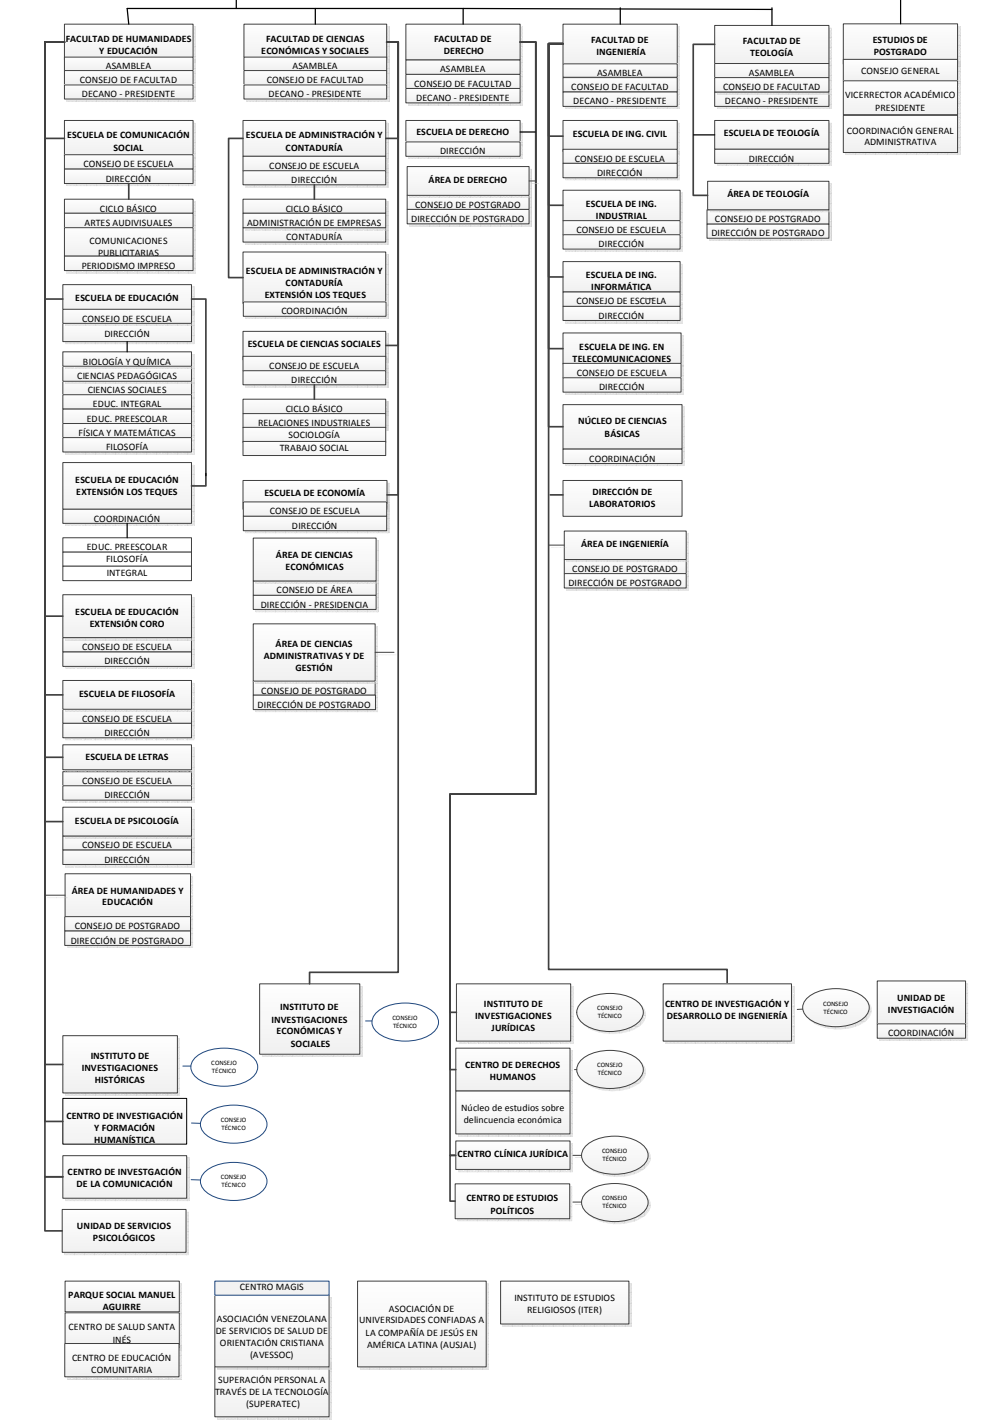 FACULTAD DE HUMANIDADES
Y EDUCACIÓN
ASAMBLEA
CONSEJO DE FACULTAD
DECANO - PRESIDENTE
ESCUELA DE COMUNICACIÓN
SOCIAL
CONSEJO DE ESCUELA
DIRECCIÓN
CICLO BÁSICO
ARTES AUDIVISUALES
COMUNICACIONES
PUBLICITARIAS
PERIODISMO IMPRESO
ESCUELA DE EDUCACIÓN
CONSEJO DE ESCUELA
DIRECCIÓN
BIOLOGÍA Y QUÍMICA
CIENCIAS PEDAGÓGICAS
CIENCIAS SOCIALES
EDUC. INTEGRAL
EDUC. PREESCOLAR
FÍSICA Y MATEMÁTICAS
FILOSOFÍA
ESCUELA DE EDUCACIÓN
EXTENSIÓN LOS TEQUES
COORDINACIÓN
EDUC. PREESCOLAR
FILOSOFÍA
INTEGRAL
ESCUELA DE EDUCACIÓN
EXTENSIÓN CORO
CONSEJO DE ESCUELA
DIRECCIÓN
ESCUELA DE FILOSOFÍA
CONSEJO DE ESCUELA
DIRECCIÓN
ESCUELA DE LETRAS
CONSEJO DE ESCUELA
DIRECCIÓN
ESCUELA DE PSICOLOGÍA
CONSEJO DE ESCUELA
DIRECCIÓN
ÁREA DE HUMANIDADES Y
EDUCACIÓN
CONSEJO DE POSTGRADO
DIRECCIÓN DE POSTGRADO
INSTITUTO DE
INVESTIGACIONES
HISTÓRICAS
CONSEJO
TÉCNICO
CENTRO DE INVESTIGACIÓN
Y FORMACIÓN
HUMANÍSTICA
CONSEJO
TÉCNICO
CENTRO DE INVESTGACIÓN
DE LA COMUNICACIÓN
CONSEJO
TÉCNICO
UNIDAD DE SERVICIOS
PSICOLÓGICOS
FACULTAD DE CIENCIAS
ECONÓMICAS Y SOCIALES
ASAMBLEA
CONSEJO DE FACULTAD
DECANO - PRESIDENTE
ESCUELA DE ADMINISTRACIÓN Y
CONTADURÍA
CONSEJO DE ESCUELA
DIRECCIÓN
CICLO BÁSICO
ADMINISTRACIÓN DE EMPRESAS
CONTADURÍA
ESCUELA DE ADMINISTRACIÓN Y
CONTADURÍA
EXTENSIÓN LOS TEQUES
COORDINACIÓN
ESCUELA DE CIENCIAS SOCIALES
CONSEJO DE ESCUELA
DIRECCIÓN
CICLO BÁSICO
RELACIONES INDUSTRIALES
SOCIOLOGÍA
TRABAJO SOCIAL
ESCUELA DE ECONOMÍA
CONSEJO DE ESCUELA
DIRECCIÓN
ÁREA DE CIENCIAS
ECONÓMICAS
CONSEJO DE ÁREA
DIRECCIÓN - PRESIDENCIA
ÁREA DE CIENCIAS
ADMINISTRATIVAS Y DE
GESTIÓN
CONSEJO DE POSTGRADO
DIRECCIÓN DE POSTGRADO
INSTITUTO DE
INVESTIGACIONES
ECONÓMICAS Y
SOCIALES
CONSEJO
TÉCNICO
FACULTAD DE
DERECHO
ASAMBLEA
CONSEJO DE FACULTAD
DECANO - PRESIDENTE
ESCUELA DE DERECHO
DIRECCIÓN
ÁREA DE DERECHO
CONSEJO DE POSTGRADO
DIRECCIÓN DE POSTGRADO
INSTITUTO DE
INVESTIGACIONES
JURÍDICAS
CONSEJO
TÉCNICO
CENTRO DE DERECHOS
HUMANOS
Núcleo de estudios sobre
delincuencia económica
CONSEJO
TÉCNICO
CENTRO CLÍNICA JURÍDICA
CONSEJO
TÉCNICO
CENTRO DE ESTUDIOS
POLÍTICOS
CONSEJO
TÉCNICO
FACULTAD DE
INGENIERÍA
ASAMBLEA
CONSEJO DE FACULTAD
DECANO - PRESIDENTE
ESCUELA DE ING. CIVIL
CONSEJO DE ESCUELA
DIRECCIÓN
ESCUELA DE ING.
INDUSTRIAL
CONSEJO DE ESCUELA
DIRECCIÓN
ESCUELA DE ING.
INFORMÁTICA
CONSEJO DE ESCUELA
DIRECCIÓN
ESCUELA DE ING. EN
TELECOMUNICACIONES
CONSEJO DE ESCUELA
DIRECCIÓN
NÚCLEO DE CIENCIAS
BÁSICAS
COORDINACIÓN
DIRECCIÓN DE
LABORATORIOS
ÁREA DE INGENIERÍA
CONSEJO DE POSTGRADO
DIRECCIÓN DE POSTGRADO
CENTRO DE INVESTIGACIÓN Y
DESARROLLO DE INGENIERÍA
CONSEJO
TÉCNICO
FACULTAD DE
TEOLOGÍA
ASAMBLEA
CONSEJO DE FACULTAD
DECANO - PRESIDENTE
ESCUELA DE TEOLOGÍA
DIRECCIÓN
ÁREA DE TEOLOGÍA
CONSEJO DE POSTGRADO
DIRECCIÓN DE POSTGRADO
ESTUDIOS DE
POSTGRADO
CONSEJO GENERAL
VICERRECTOR ACADÉMICO
PRESIDENTE
COORDINACIÓN GENERAL
ADMINISTRATIVA
UNIDAD DE
INVESTIGACIÓN
COORDINACIÓN
PARQUE SOCIAL MANUEL
AGUIRRE
CENTRO DE SALUD SANTA
INÉS
CENTRO DE EDUCACIÓN
COMUNITARIA
CENTRO MAGIS
ASOCIACIÓN VENEZOLANA
DE SERVICIOS DE SALUD DE
ORIENTACIÓN CRISTIANA
(AVESSOC)
SUPERACIÓN PERSONAL A
TRAVÉS DE LA TECNOLOGÍA
(SUPERATEC)
ASOCIACIÓN DE
UNIVERSIDADES CONFIADAS A
LA COMPAÑÍA DE JESÚS EN
AMÉRICA LATINA (AUSJAL)
INSTITUTO DE ESTUDIOS
RELIGIOSOS (ITER)